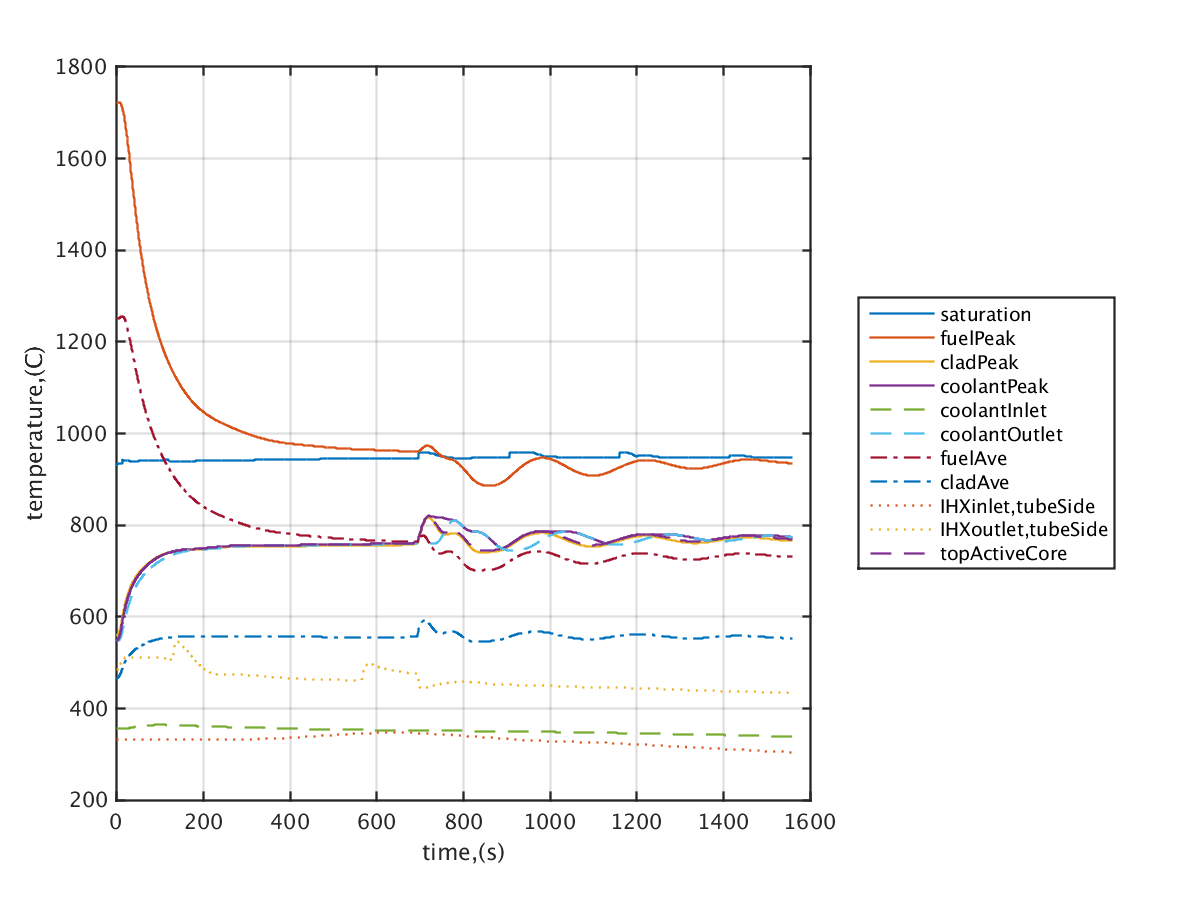 1800
1600
1400
1200
1000
800
600
400
200
temperature,(C)
0 200 400 600 800 1000 1200 1400 1600
time,(s)
saturation
fuelPeak
cladPeak
coolantPeak
coolantInlet
coolantOutlet
fuelAve
cladAve
IHXinlet,tubeSide
IHXoutlet,tubeSide
topActiveCore